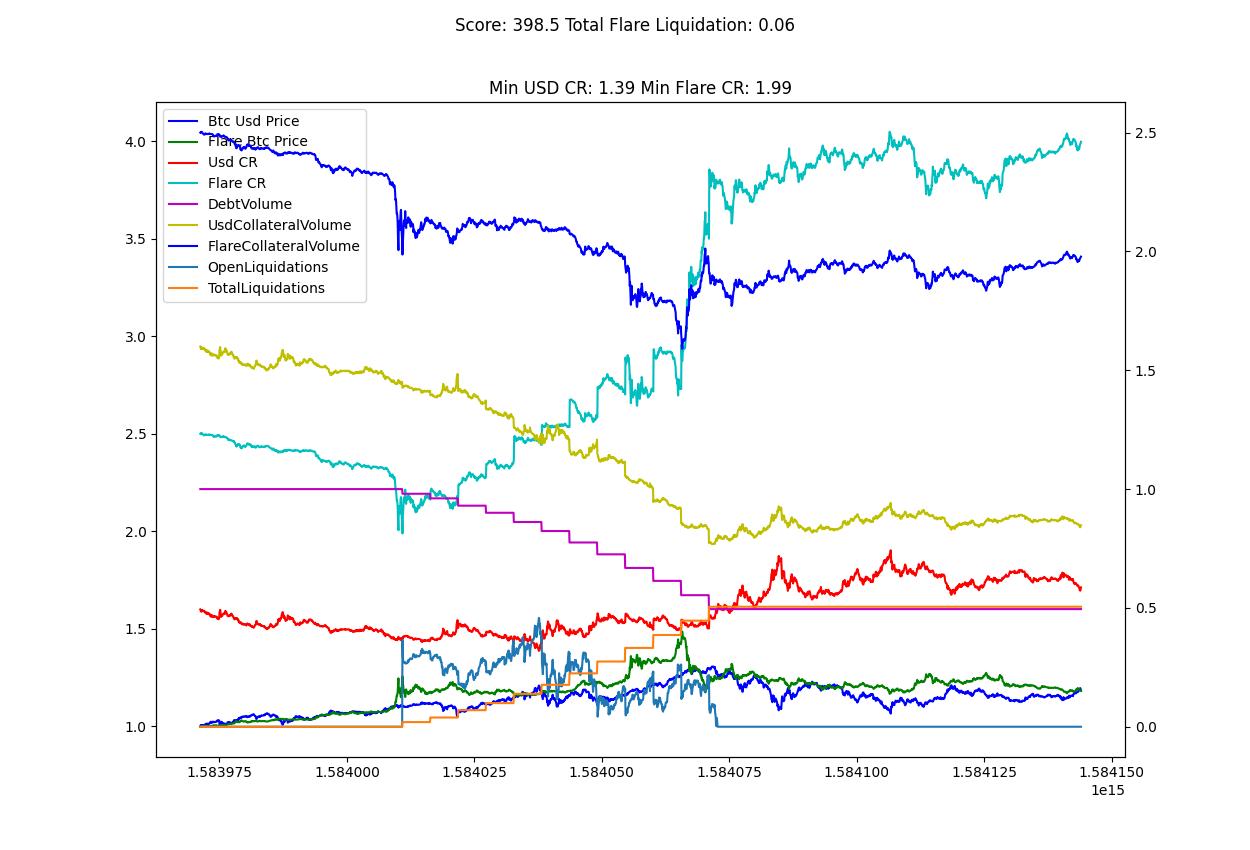 Score: 398.5 Total Flare Liquidation: 0.06
Min USD CR: 1.39 Min Flare CR: 1.99
Btc Usd Price
Flare Btc Price
Usd CR
Flare CR
DebtVolume
UsdCollateralVolume
FlareCollateralVolume
OpenLiquidations
TotalLiquidations
4.0
3.5
3.0
2.5
2.0
1.5
1.0
2.5
2.0
1.5
1.0
0.5
0.0
1.583975 1.584000 1.584025 1.584050 1.584075 1.584100 1.584125 1.584150
1e15